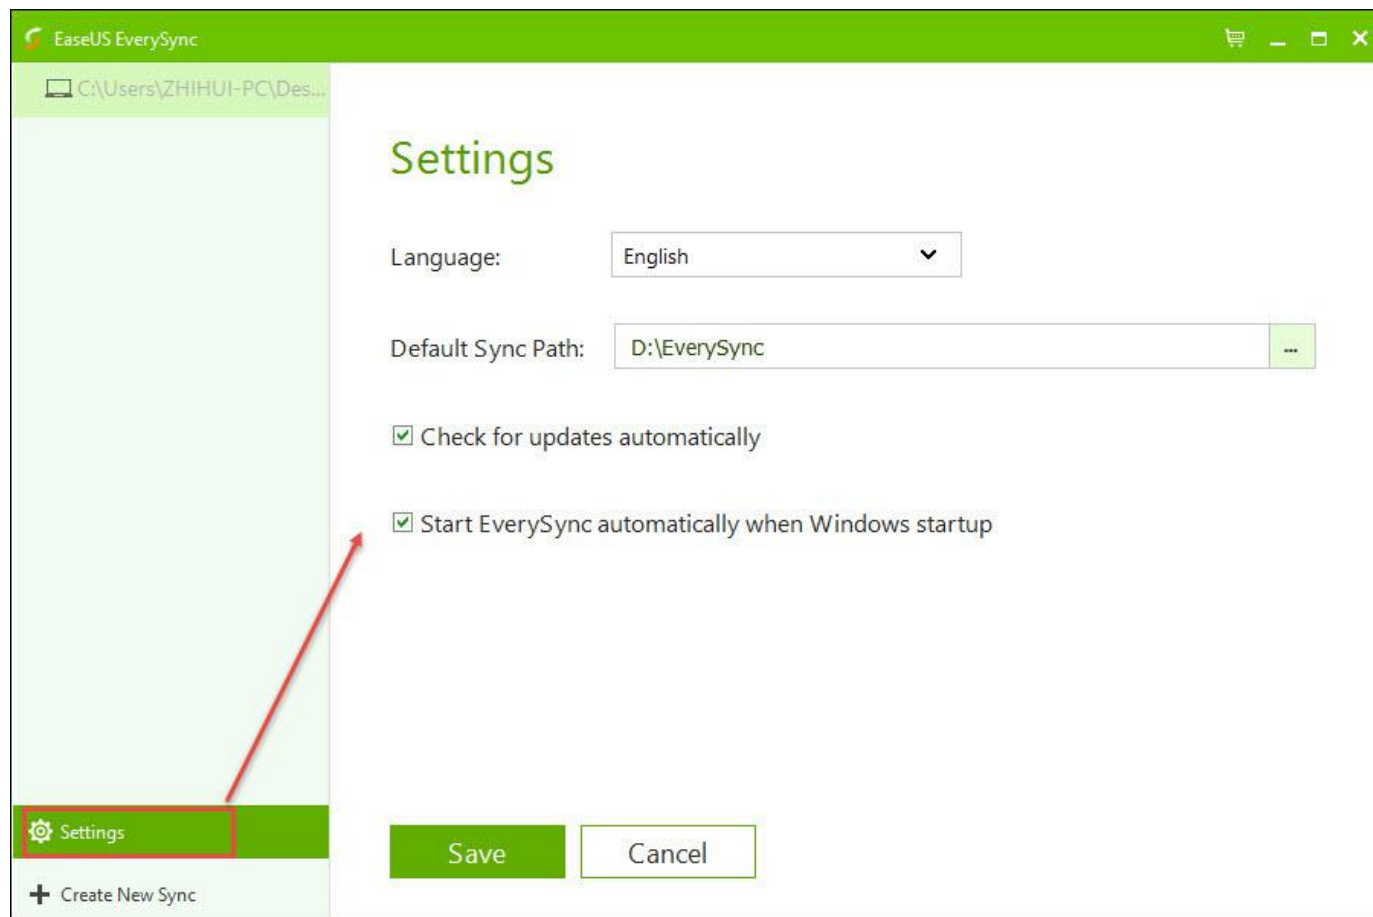 EaseUS EverySync
C:\Users\ZHIHUI-PC\Des...
Settings
Language:
English
Default Sync Path:
D:\EverySync
...
Check for updates automatically
Start EverySync automatically when Windows startup
Settings
Save
Cancel
Create New Sync